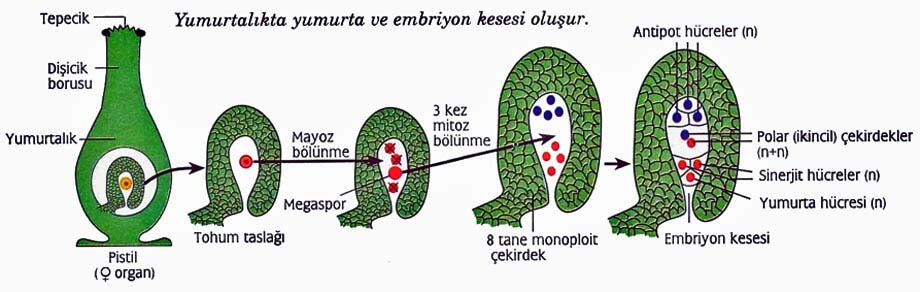 Yumurtalıkta yumurta ve embriyon kesesi oluşur.
Tepecik
Dişicik
borusu
Yumurtalık
Pistil
(♀ organ)
Tohum taslağı
Mayoz
bölünme
Megaspor
3 kez
mitoz
bölünme
8 tane monoploit
çekirdek
Antipot hücreler (n)
Polar (ikincil) çekirdekler
(n+n)
Sinerjit hücreler (n)
Yumurta hücresi (n)
Embriyon kesesi